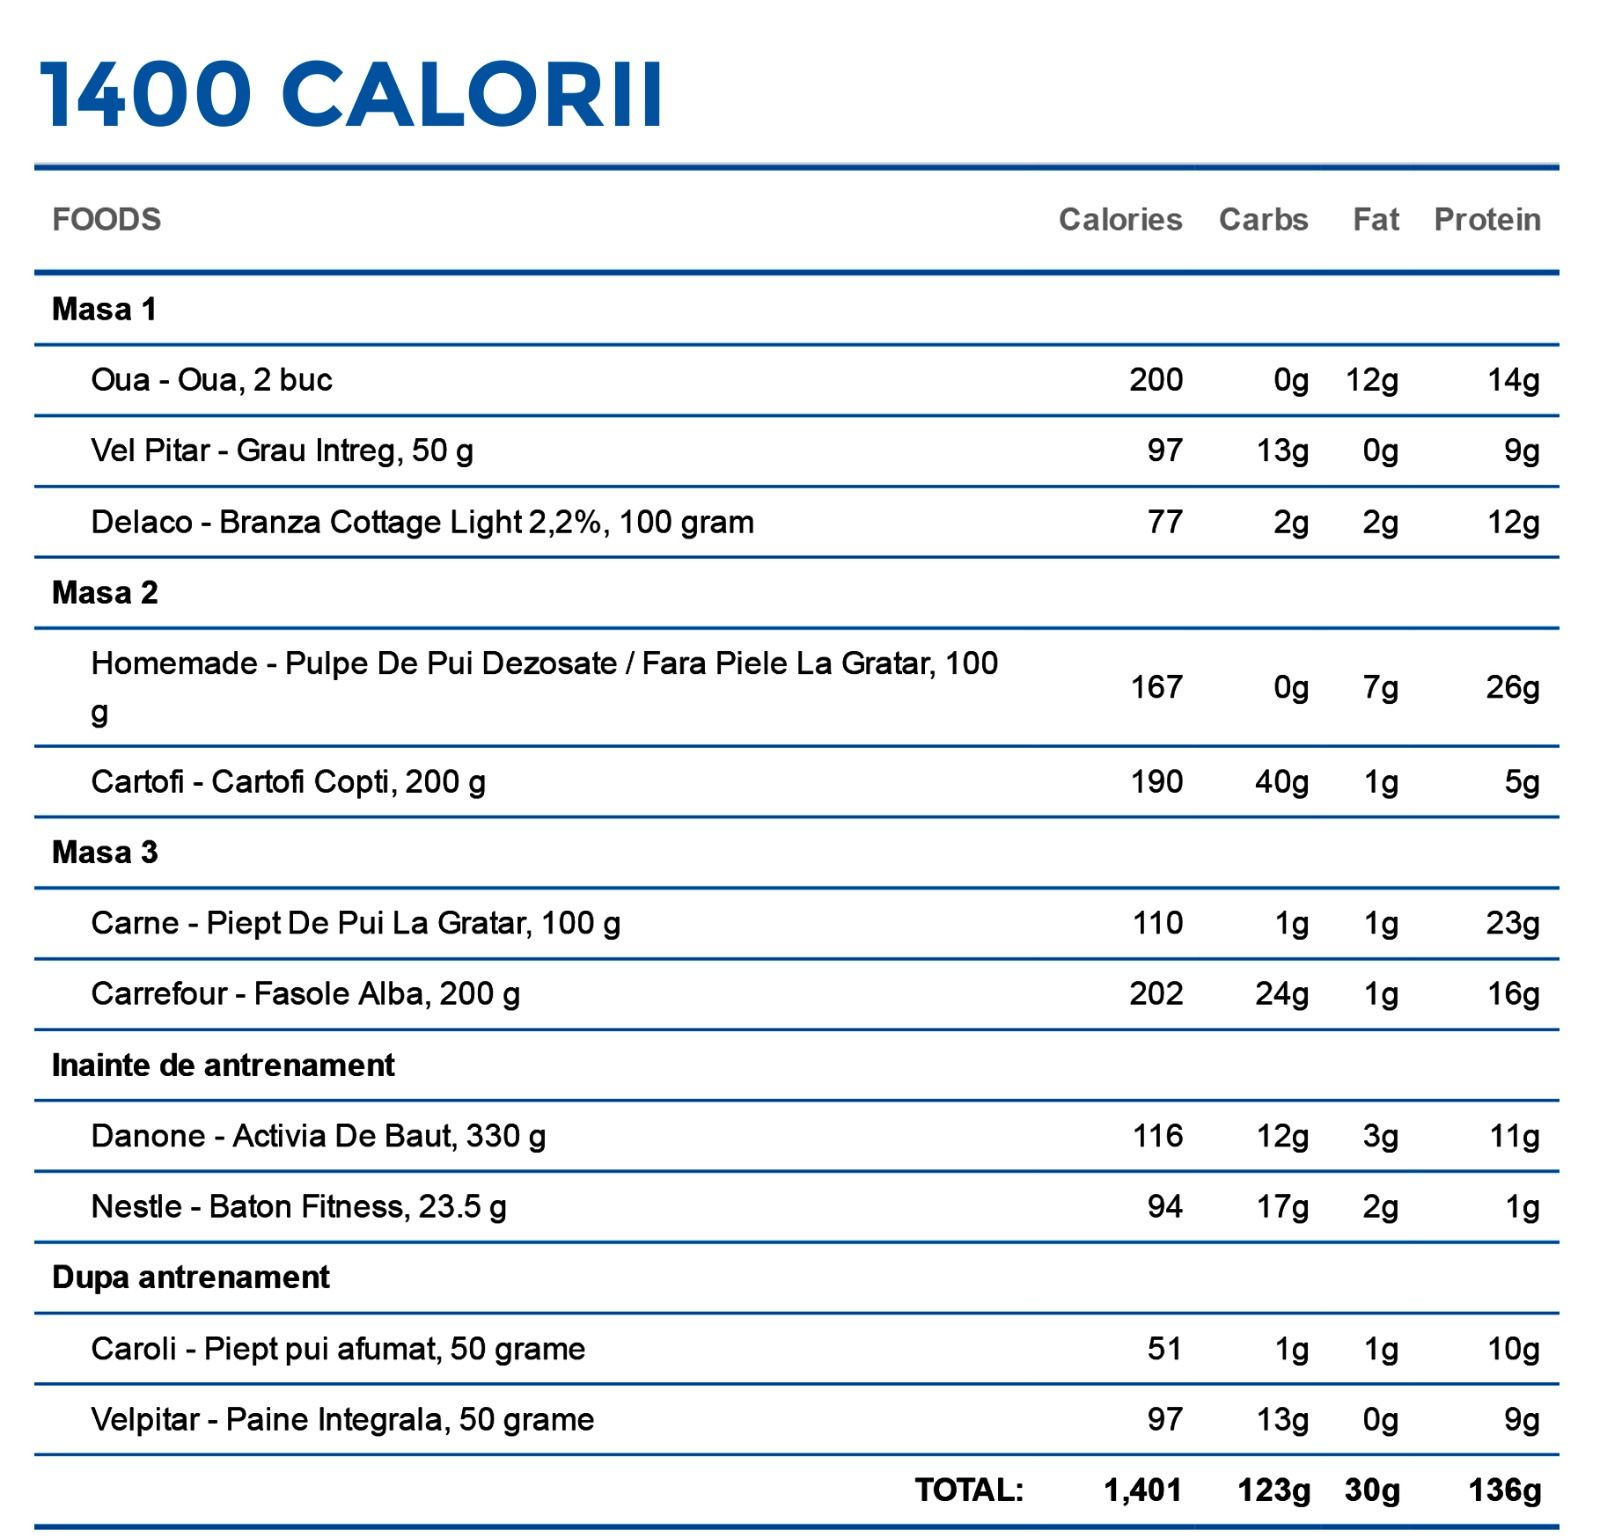 1400 CALORII
FOODS Calories Carbs Fat Protein
Masa 1
Oua - Oua, 2 buc 200 0g 12g 14g
Vel Pitar - Grau Intreg, 50 g 97 13g 0g 9g
Delaco - Branza Cottage Light 2,2%, 100 gram 77 2g 2g 12g
Masa 2
Homemade - Pulpe De Pui Dezosate / Fara Piele La Gratar, 100
g 167 0g 7g 26g
Cartofi - Cartofi Copti, 200 g 190 40g 1g 5g
Masa 3
Carne - Piept De Pui La Gratar, 100 g 110 1g 1g 23g
Carrefour - Fasole Alba, 200 g 202 24g 1g 16g
Inainte de antrenament
Danone - Activia De Baut, 330 g 116 12g 3g 11g
Nestle - Baton Fitness, 23.5 g 94 17g 2g 1g
Dupa antrenament
Caroli - Piept pui afumat, 50 grame 51 1g 1g 10g
Velpitar - Paine Integrala, 50 grame 97 13g 0g 9g
TOTAL: 1,401 123g 30g 136g